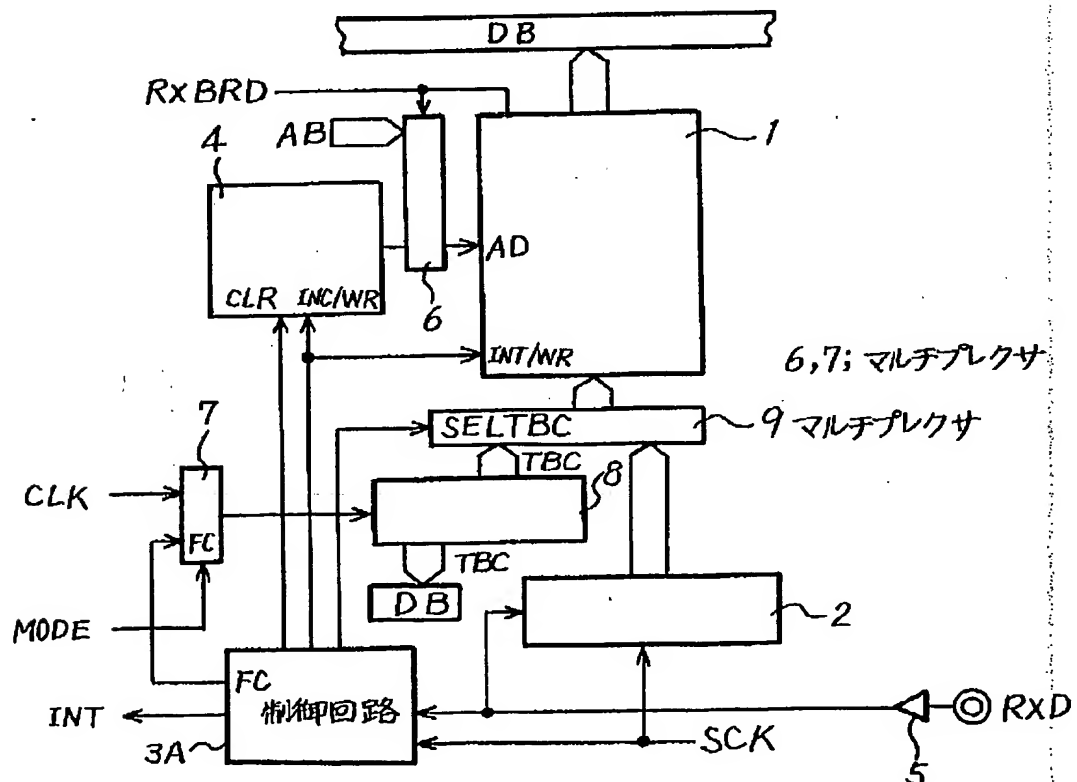 DB
RXBRD
AB
4
1
AD
6
CLR INC/WR
INT/WR
6,7; マルチプレクサ
7
SELTBC
9 マルチプレクサ
TBC
8
CLK
FC
TBC
DB
2
MODE
FC
制御回路
INT
RXD
3A
SCK
5